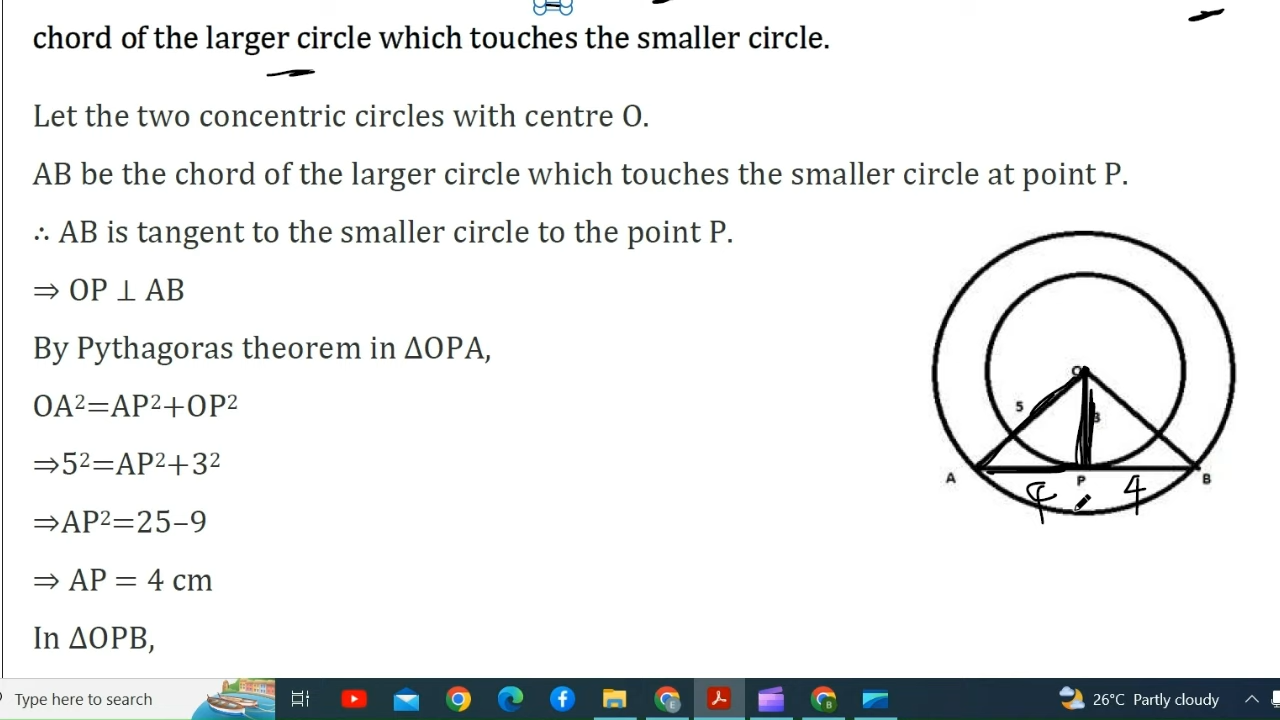 chord of the larger circle which touches the smaller circle.
Let the two concentric circles with centre O.
AB be the chord of the larger circle which touches the smaller circle at point P.
∴ AB is tangent to the smaller circle to the point P.
⇒ OP ⊥ AB
By Pythagoras theorem in ΔOPA,
OA²=AP²+OP²
⇒5²=AP²+3²
⇒AP²=25–9
⇒ AP = 4 cm
In ΔOPB,
O
5
3
A
P
B
4
4
Type here to search
26°C Partly cloudy